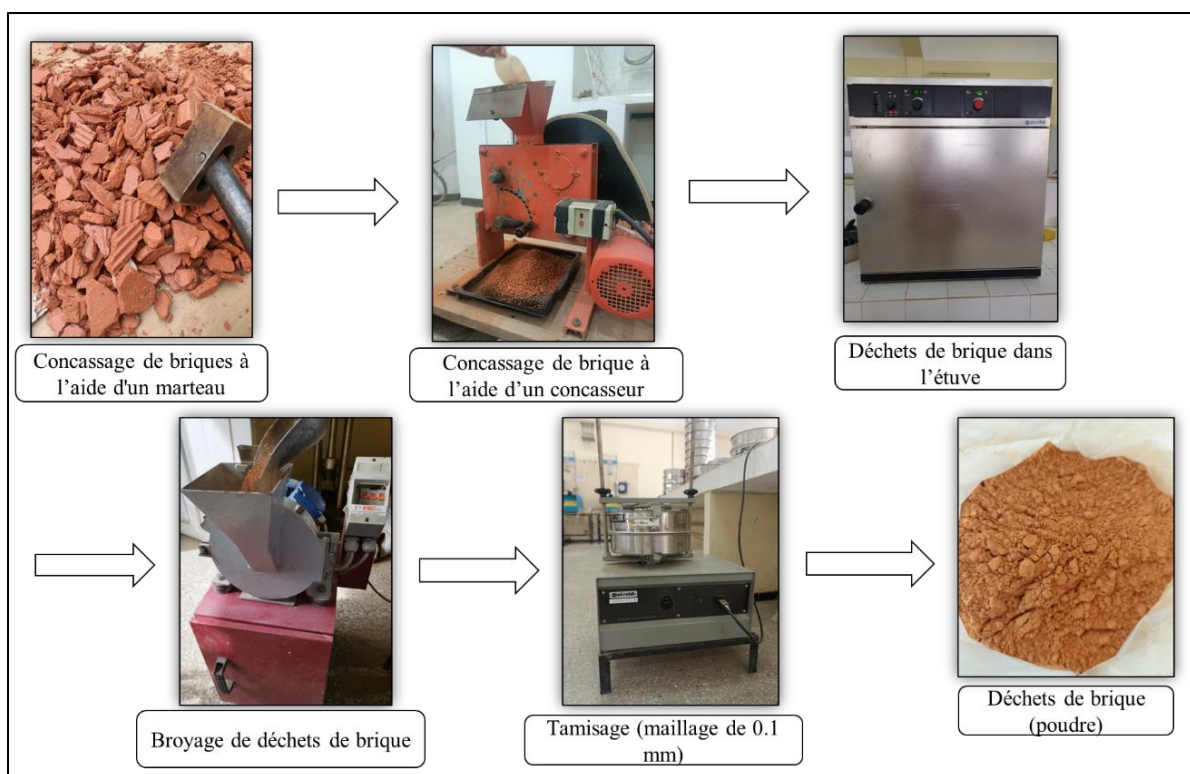 Concassage de briques à
l’aide d'un marteau
Concassage de brique à
l’aide d’un concasseur
Déchets de brique dans
l’étuve
Broyage de déchets de brique
Tamisage (maillage de 0.1
mm)
Déchets de brique
(poudre)